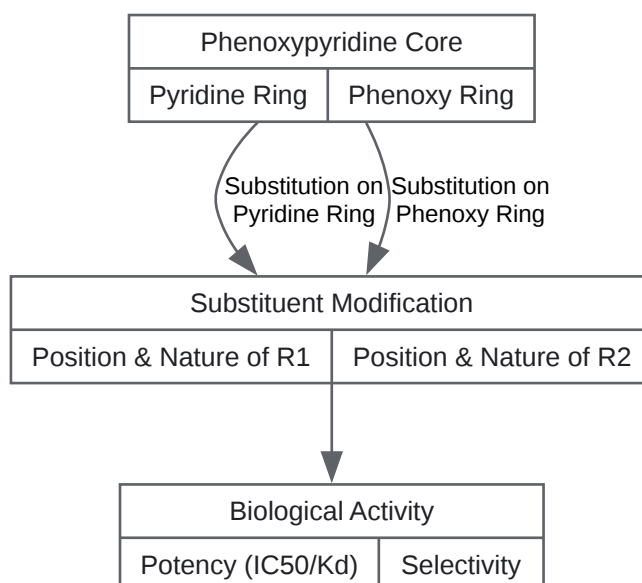 Phenoxypyridine Core
Pyridine Ring
Phenoxy Ring
Substitution on
Pyridine Ring
Substitution on
Phenoxy Ring
Substituent Modification
Position & Nature of R1
Position & Nature of R2
Biological Activity
Potency (IC50/Kd)
Selectivity